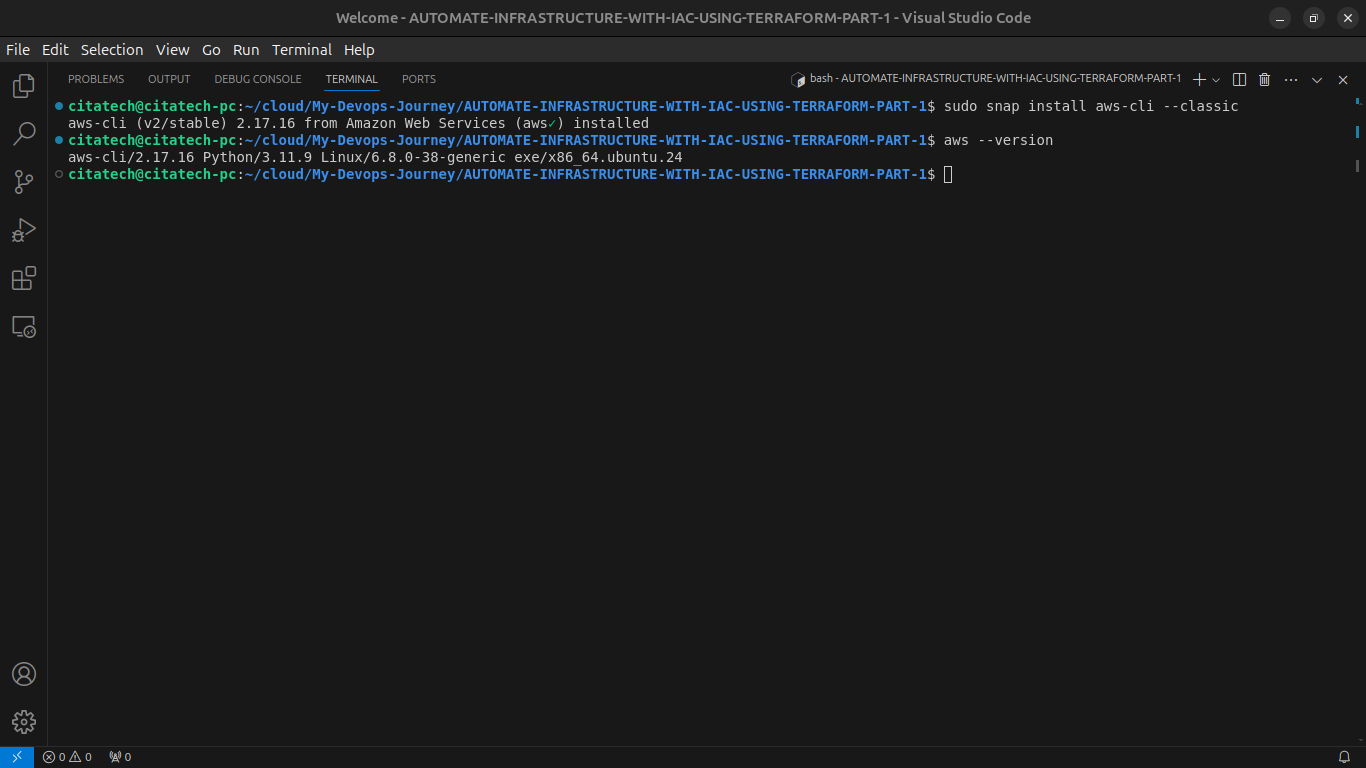 Welcome - AUTOMATE-INFRASTRUCTURE-WITH-IAC-USING-TERRAFORM-PART-1 - Visual Studio Code
File Edit Selection View Go Run Terminal Help
PROBLEMS OUTPUT DEBUG CONSOLE TERMINAL PORTS bash - AUTOMATE-INFRASTRUCTURE-WITH-IAC-USING-TERRAFORM-PART-1
citatech@citatech-pc:~/cloud/My-Devops-Journey/AUTOMATE-INFRASTRUCTURE-WITH-IAC-USING-TERRAFORM-PART-1$ sudo snap install aws-cli --classic
aws-cli (v2/stable) 2.17.16 from Amazon Web Services (aws✓) installed
citatech@citatech-pc:~/cloud/My-Devops-Journey/AUTOMATE-INFRASTRUCTURE-WITH-IAC-USING-TERRAFORM-PART-1$ aws --version
aws-cli/2.17.16 Python/3.11.9 Linux/6.8.0-38-generic exe/x86_64.ubuntu.24
citatech@citatech-pc:~/cloud/My-Devops-Journey/AUTOMATE-INFRASTRUCTURE-WITH-IAC-USING-TERRAFORM-PART-1$
0 0 0